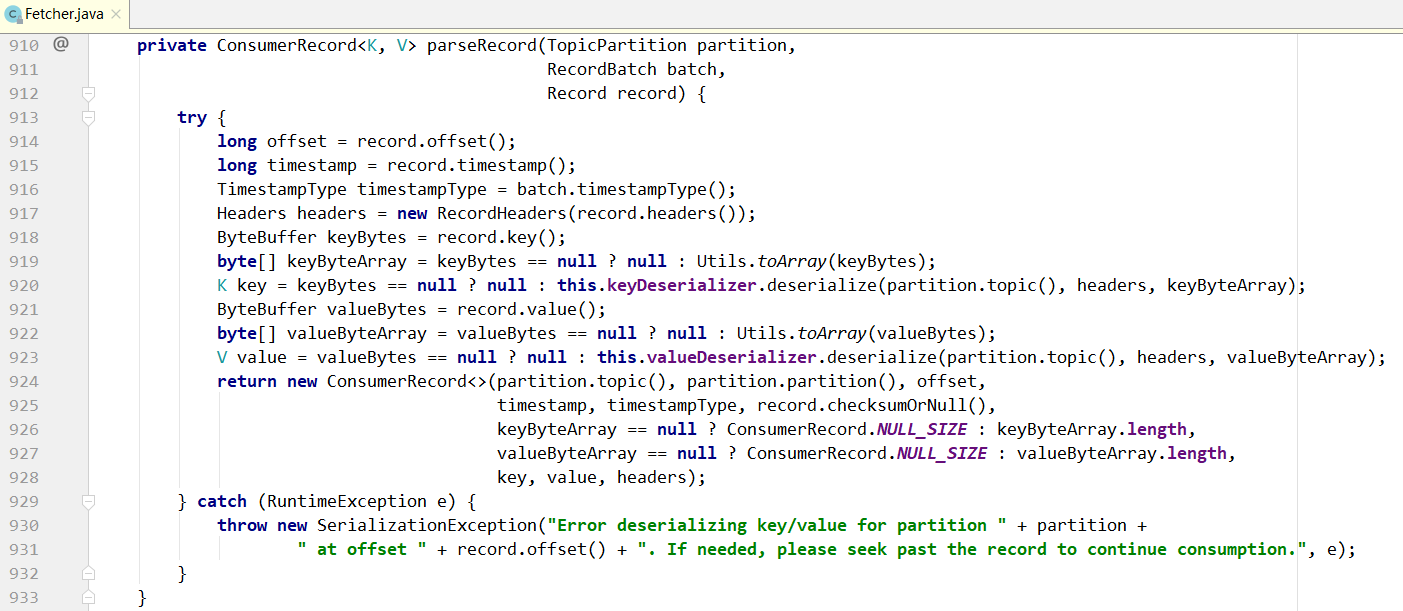 Fetcher.java
910 @ private ConsumerRecord<K, V> parseRecord(TopicPartition partition,
911 RecordBatch batch,
912 Record record) {
913 try {
914 long offset = record.offset();
915 long timestamp = record.timestamp();
916 TimestampType timestampType = batch.timestampType();
917 Headers headers = new RecordHeaders(record.headers());
918 ByteBuffer keyBytes = record.key();
919 byte[] keyByteArray = keyBytes == null ? null : Utils.toArray(keyBytes);
920 K key = keyBytes == null ? null : this.keyDeserializer.deserialize(partition.topic(), headers, keyByteArray);
921 ByteBuffer valueBytes = record.value();
922 byte[] valueByteArray = valueBytes == null ? null : Utils.toArray(valueBytes);
923 V value = valueBytes == null ? null : this.valueDeserializer.deserialize(partition.topic(), headers, valueByteArray);
924 return new ConsumerRecord<>(partition.topic(), partition.partition(), offset,
925 timestamp, timestampType, record.checksumOrNull(),
926 keyByteArray == null ? ConsumerRecord.NULL_SIZE : keyByteArray.length,
927 valueByteArray == null ? ConsumerRecord.NULL_SIZE : valueByteArray.length,
928 key, value, headers);
929 } catch (RuntimeException e) {
930 throw new SerializationException("Error deserializing key/value for partition " + partition +
931 " at offset " + record.offset() + ". If needed, please seek past the record to continue consumption.", e);
932 }
933 }